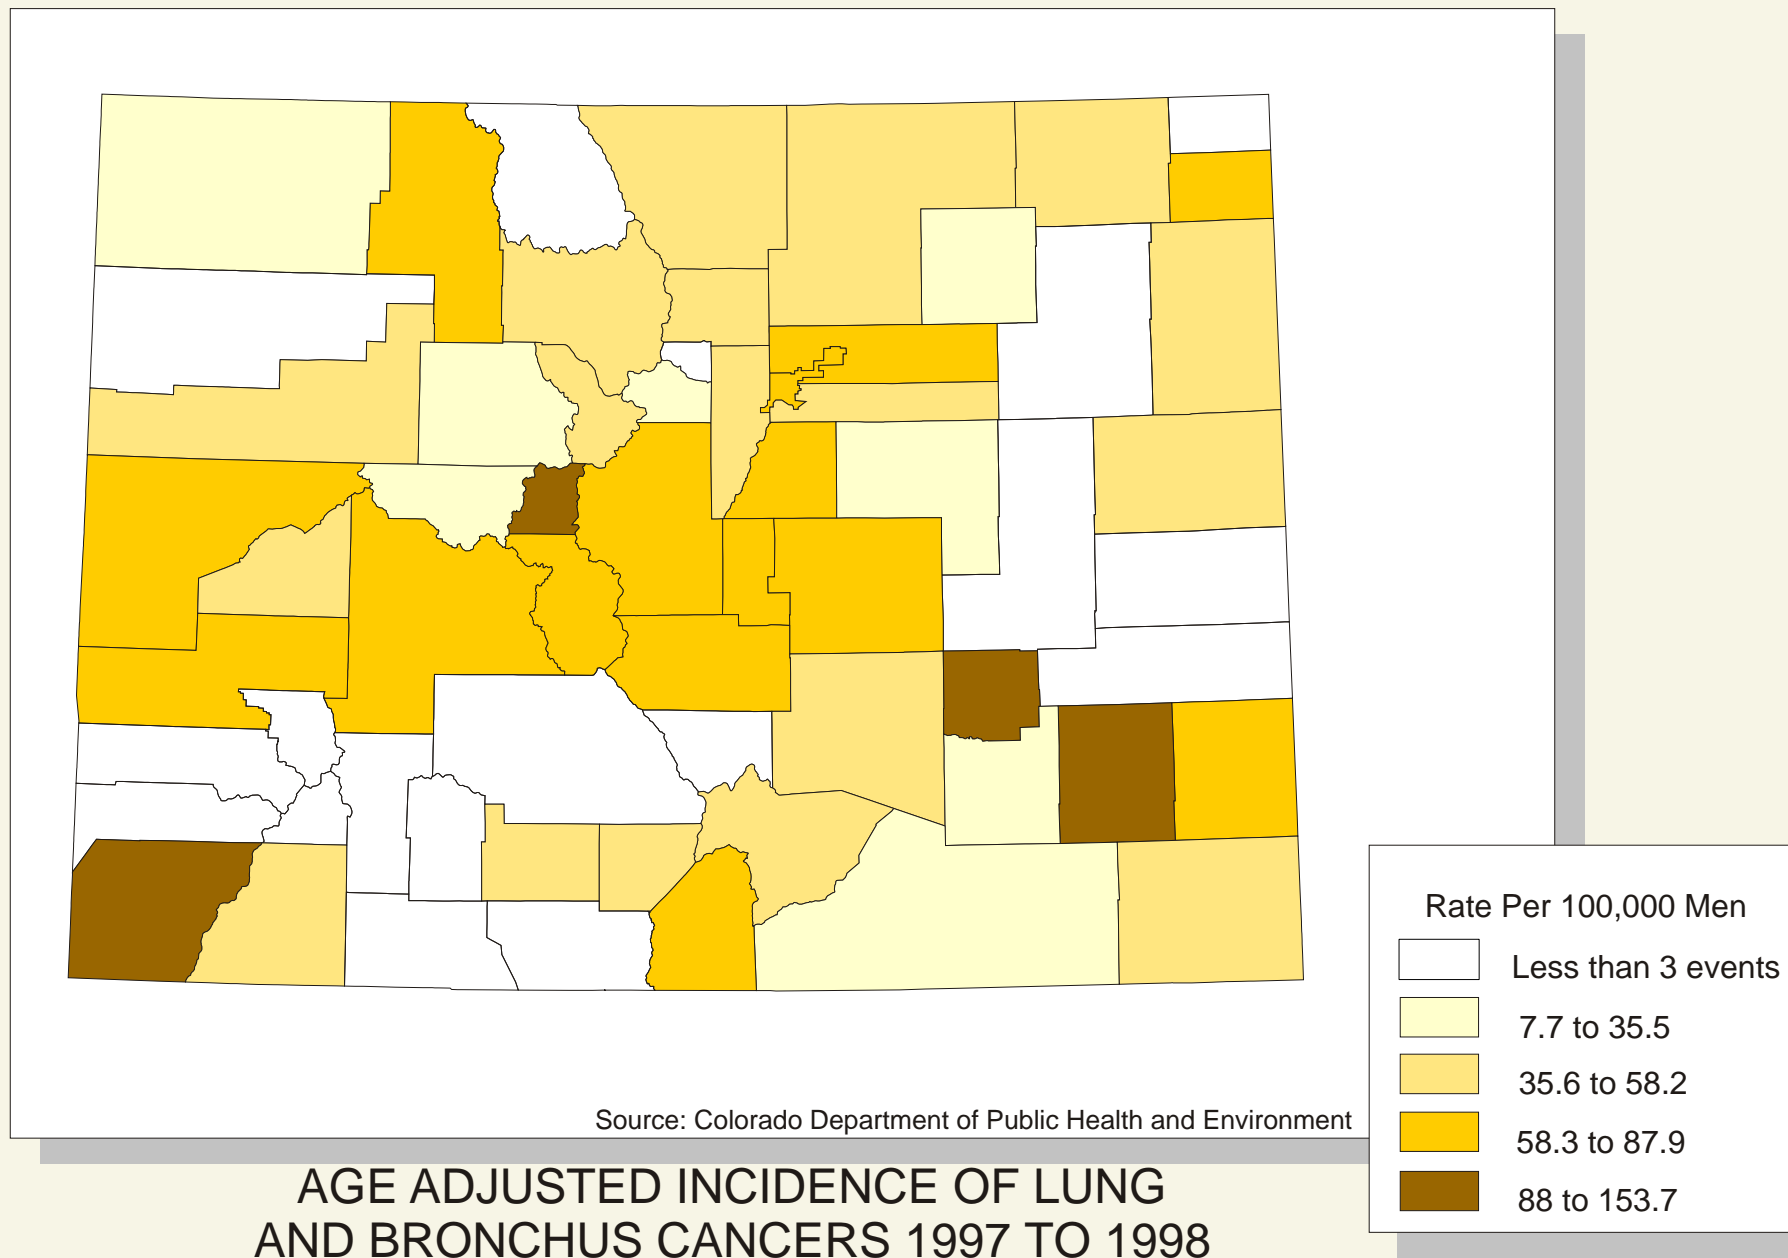 Rate Per 100,000 Men
Less than 3 events
7.7 to 35.5
35.6 to 58.2
58.3 to 87.9
88 to 153.7
Source: Colorado Department of Public Health and Environment
AGE ADJUSTED INCIDENCE OF LUNG
AND BRONCHUS CANCERS 1997 TO 1998